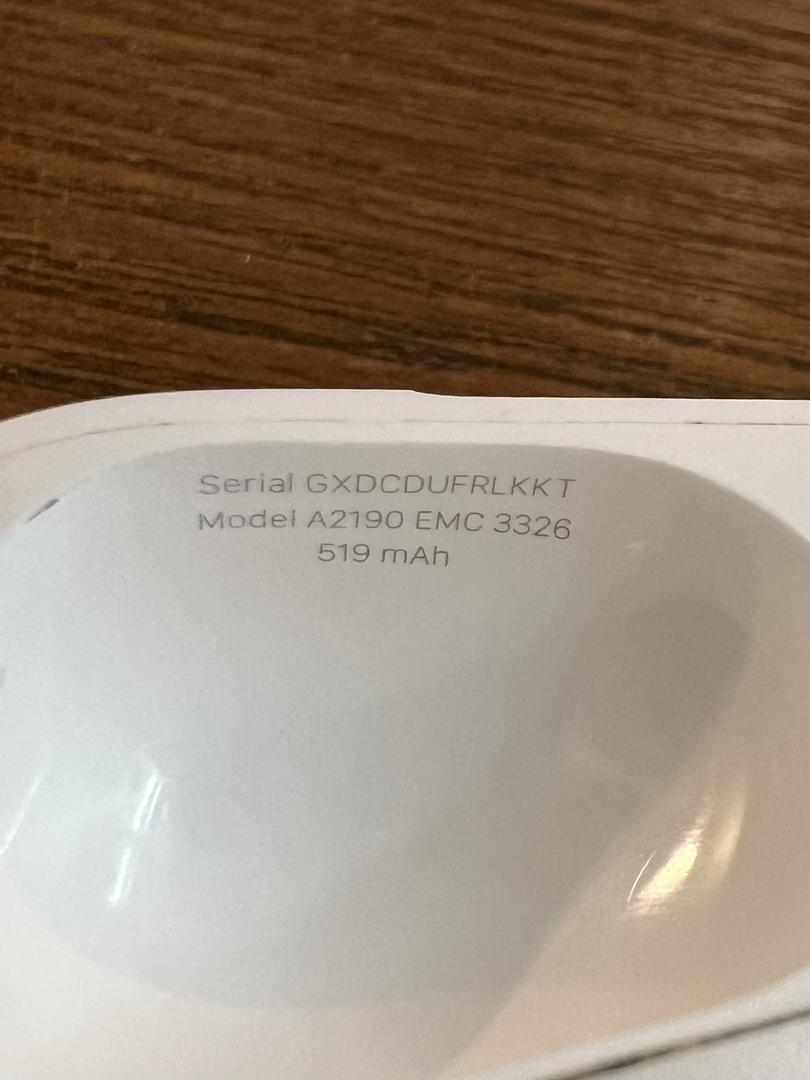 Serial GXDCDUFRLKKT
Model A2190 EMC 3326
519 mAh